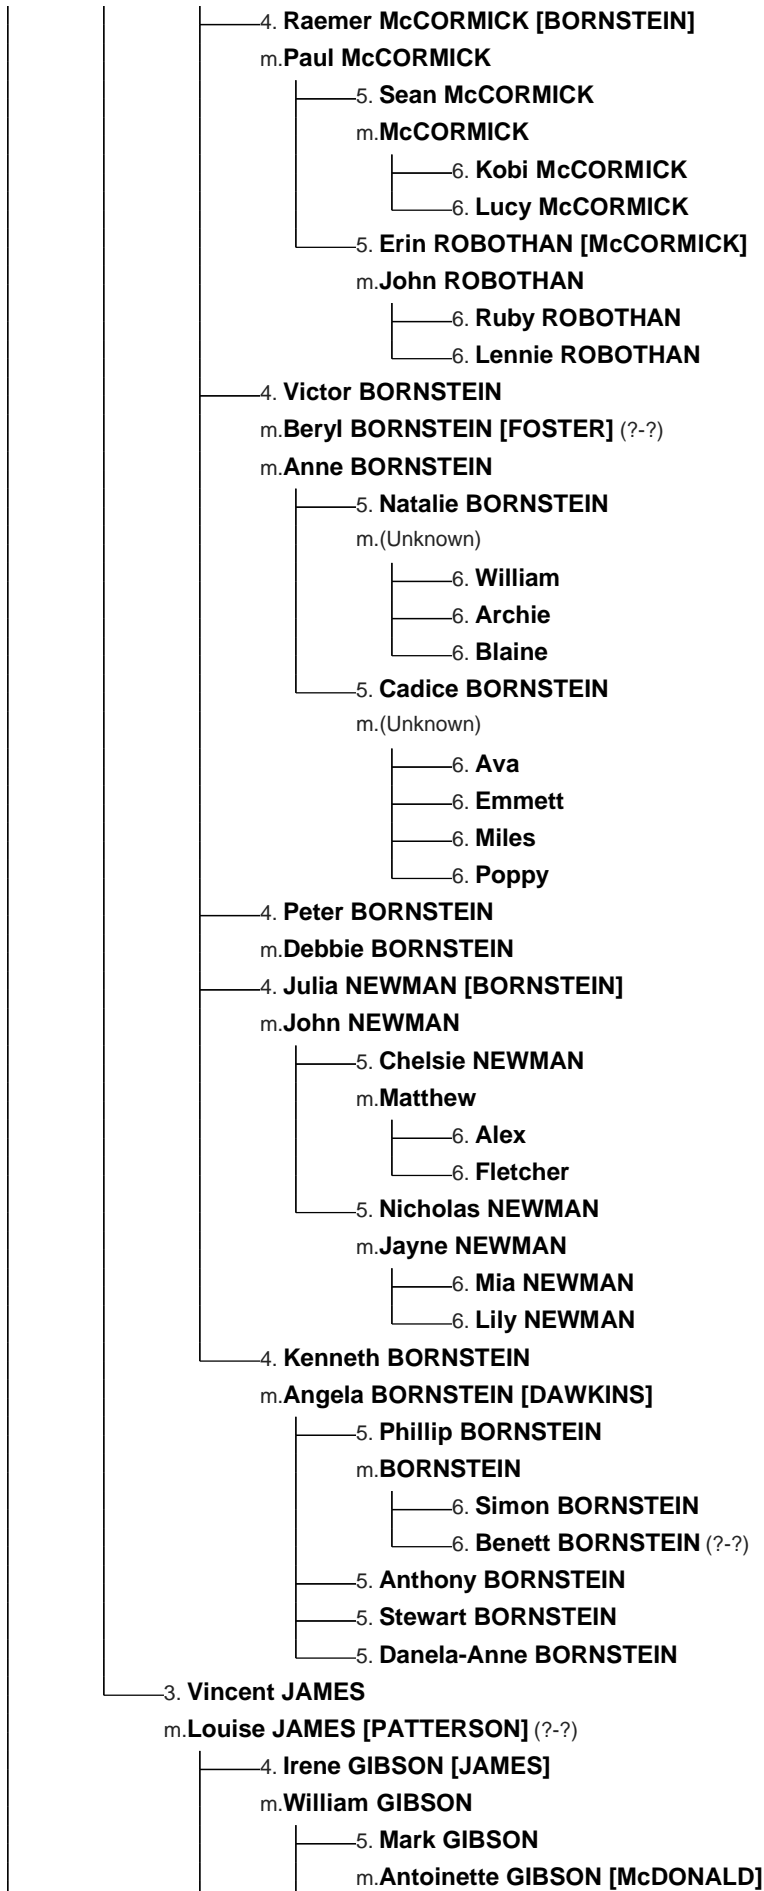 4. Raemer McCORMICK [BORNSTEIN]
m.Paul McCORMICK
5. Sean McCORMICK
m.McCORMICK
6. Kobi McCORMICK
6. Lucy McCORMICK
5. Erin ROBOTHAN [McCORMICK]
m.John ROBOTHAN
6. Ruby ROBOTHAN
6. Lennie ROBOTHAN
4. Victor BORNSTEIN
m.Beryl BORNSTEIN [FOSTER] (?-?)
m.Anne BORNSTEIN
5. Natalie BORNSTEIN
m.(Unknown)
6. William
6. Archie
6. Blaine
5. Cadice BORNSTEIN
m.(Unknown)
6. Ava
6. Emmett
6. Miles
6. Poppy
4. Peter BORNSTEIN
m.Debbie BORNSTEIN
4. Julia NEWMAN [BORNSTEIN]
m.John NEWMAN
5. Chelsie NEWMAN
m.Matthew
6. Alex
6. Fletcher
5. Nicholas NEWMAN
m.Jayne NEWMAN
6. Mia NEWMAN
6. Lily NEWMAN
4. Kenneth BORNSTEIN
m.Angela BORNSTEIN [DAWKINS]
5. Phillip BORNSTEIN
m.BORNSTEIN
6. Simon BORNSTEIN
6. Benett BORNSTEIN (?-?)
5. Anthony BORNSTEIN
5. Stewart BORNSTEIN
5. Danela-Anne BORNSTEIN
3. Vincent JAMES
m.Louise JAMES [PATTERSON] (?-?)
4. Irene GIBSON [JAMES]
m.William GIBSON
5. Mark GIBSON
m.Antoinette GIBSON [McDONALD]